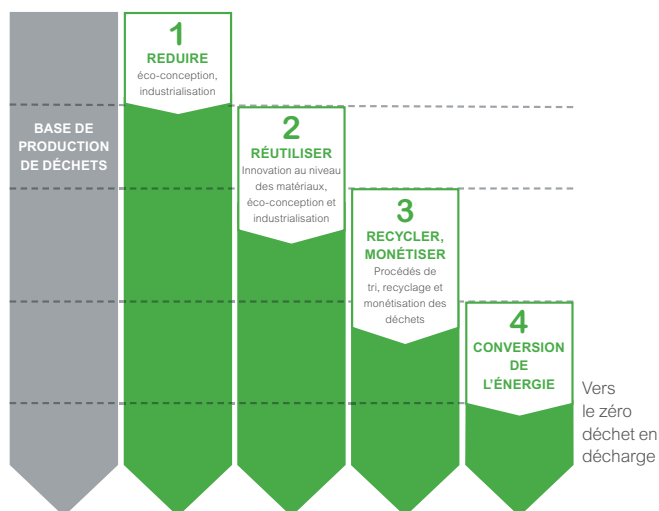 BASE DE
PRODUCTION
DE DÉCHETS
1
REDUIRE
éco-conception,
industrialisation
2
RÉUTILISER
Innovation au niveau
des matériaux,
éco-conception et
industrialisation
3
RECYCLER,
MONÉTISER
Procédés de
tri, recyclage et
monétisation des
déchets
4
CONVERSION
DE
L’ÉNERGIE
Vers
le zéro
déchet en
décharge